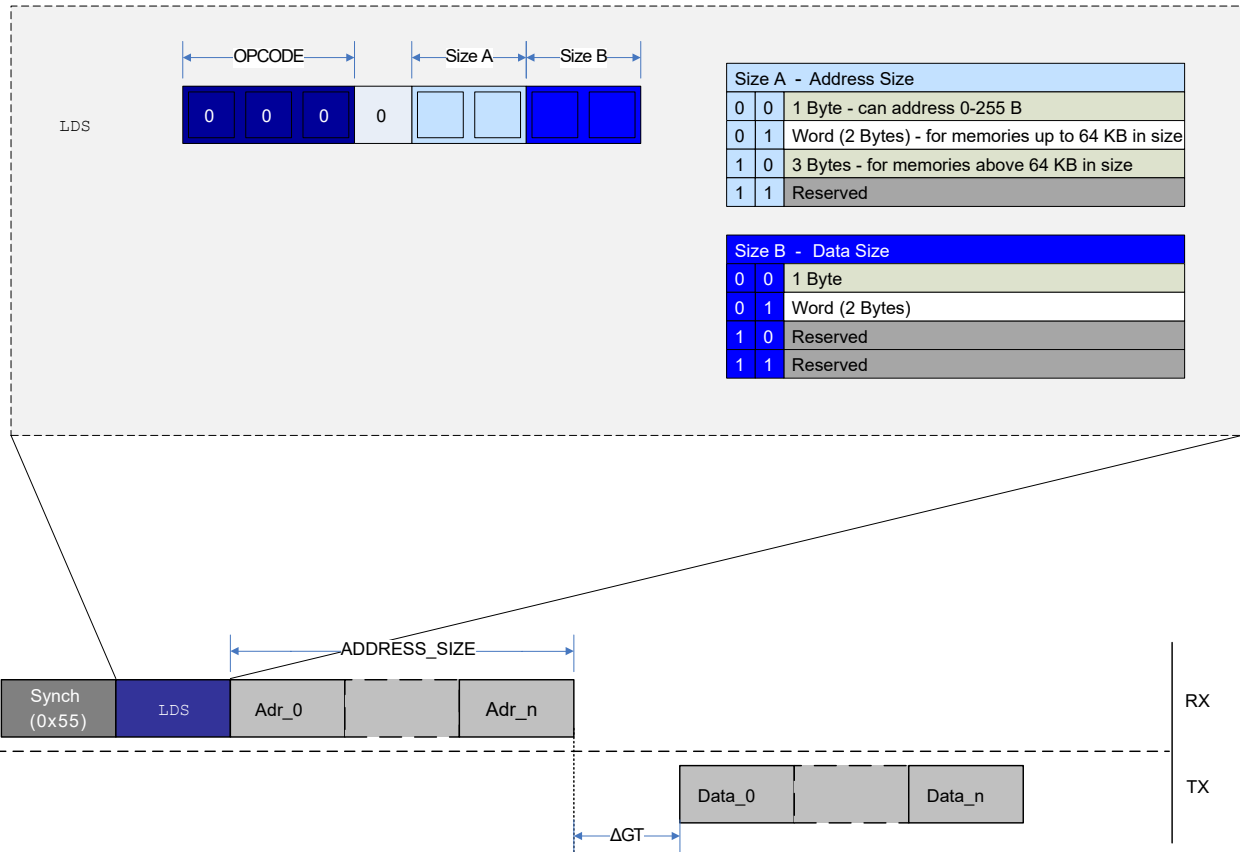 OPCODE Size A Size B
LDS 0 0 0 0
Size A - Address Size
0 0 1 Byte - can address 0-255 B
0 1 Word (2 Bytes) - for memories up to 64 KB in size
1 0 3 Bytes - for memories above 64 KB in size
1 1 Reserved
Size B - Data Size
0 0 1 Byte
0 1 Word (2 Bytes)
1 0 Reserved
1 1 Reserved
ADDRESS_SIZE
Synch
(0x55)
LDS Adr_0 Adr_n RX
Data_0 Data_n TX
ΔGT